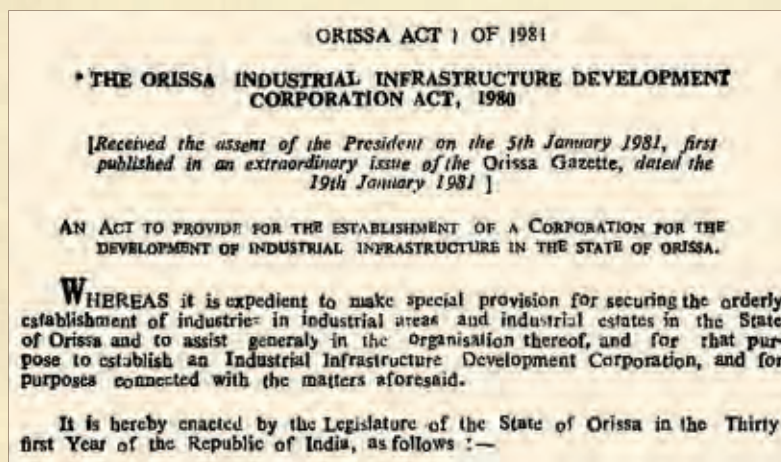 ORISSA ACT 1 OF 1981
* THE ORISSA INDUSTRIAL INFRASTRUCTURE DEVELOPMENT
CORPORATION ACT, 1980
[Received the assent of the President on the 5th January 1981, first
published in an extraordinary issue of the Orissa Gazette, dated the
19th January 1981 ]
AN ACT TO PROVIDE FOR THE ESTABLISHMENT OF A CORPORATION FOR THE
DEVELOPMENT OF INDUSTRIAL INFRASTRUCTURE IN THE STATE OF ORISSA.
WHEREAS it is expedient to make special provision for securing the orderly
establishment of industries in industrial areas and industrial estates in the State
of Orissa and to assist generaly in the Organisation thereof, and for that pur-
pose to establish an Industrial Infrastructure Development Corporation, and for
purposes connected with the matters aforesaid.
It is hereby enacted by the Legislature of the State of Orissa in the Thirty
first Year of the Republic of India, as follows :—